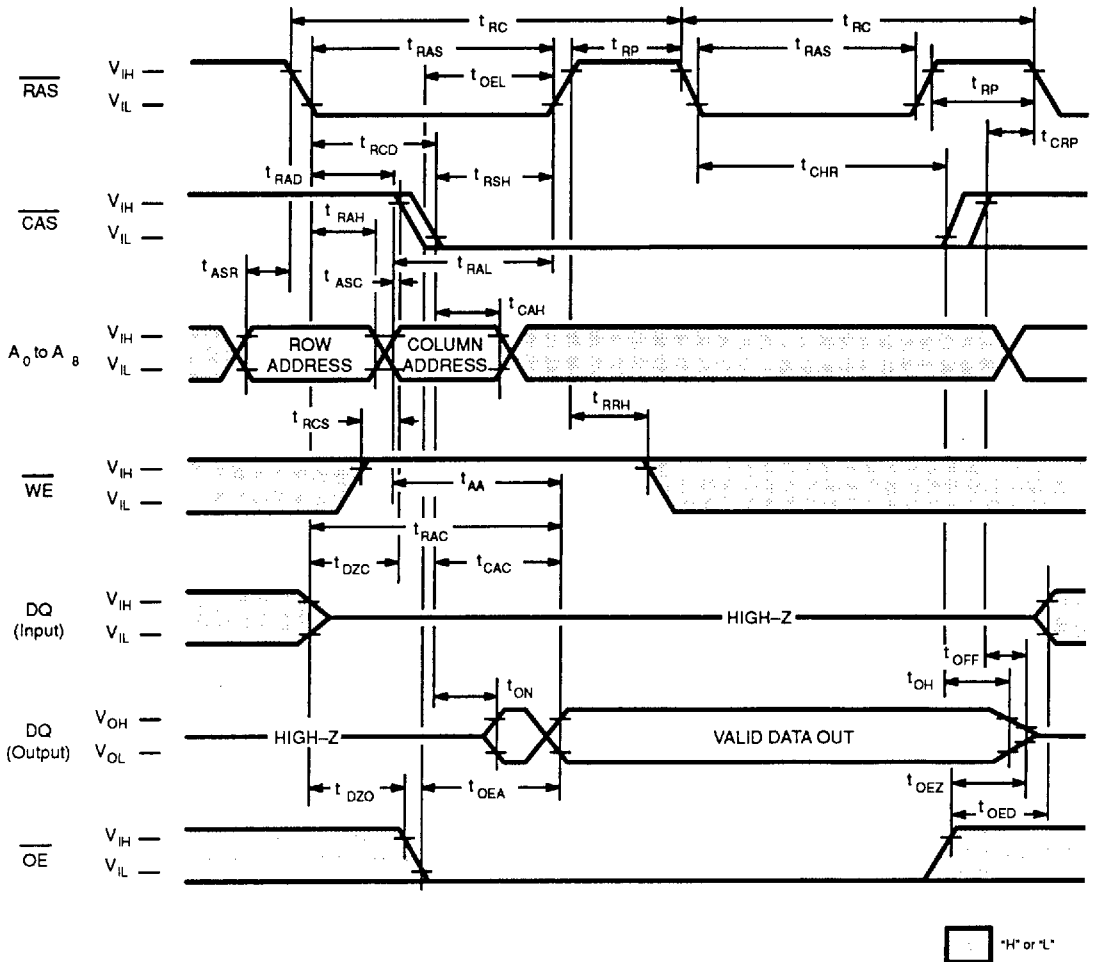 t RC t RC
t RAS t RP t RAS
RAS V IH
t OEL
V IL t RP
t RCD t CRP
t RAD t RSH t CHR
CAS V IH
t RAH
V IL
t ASR t ASC t RAL
t CAH
A 0 to A 8 V IH ROW ADDRESS COLUMN ADDRESS
V IL
t RCS t RRH
WE V IH
t AA
V IL
t RAC
t DZC t CAC
DQ (Input) V IH
HIGH–Z
V IL
t OFF
t OH
t ON
DQ (Output) V OH
HIGH–Z VALID DATA OUT
V OL
t DZO t OEA t OEZ
t OED
OE V IH
V IL
"H" or "L"